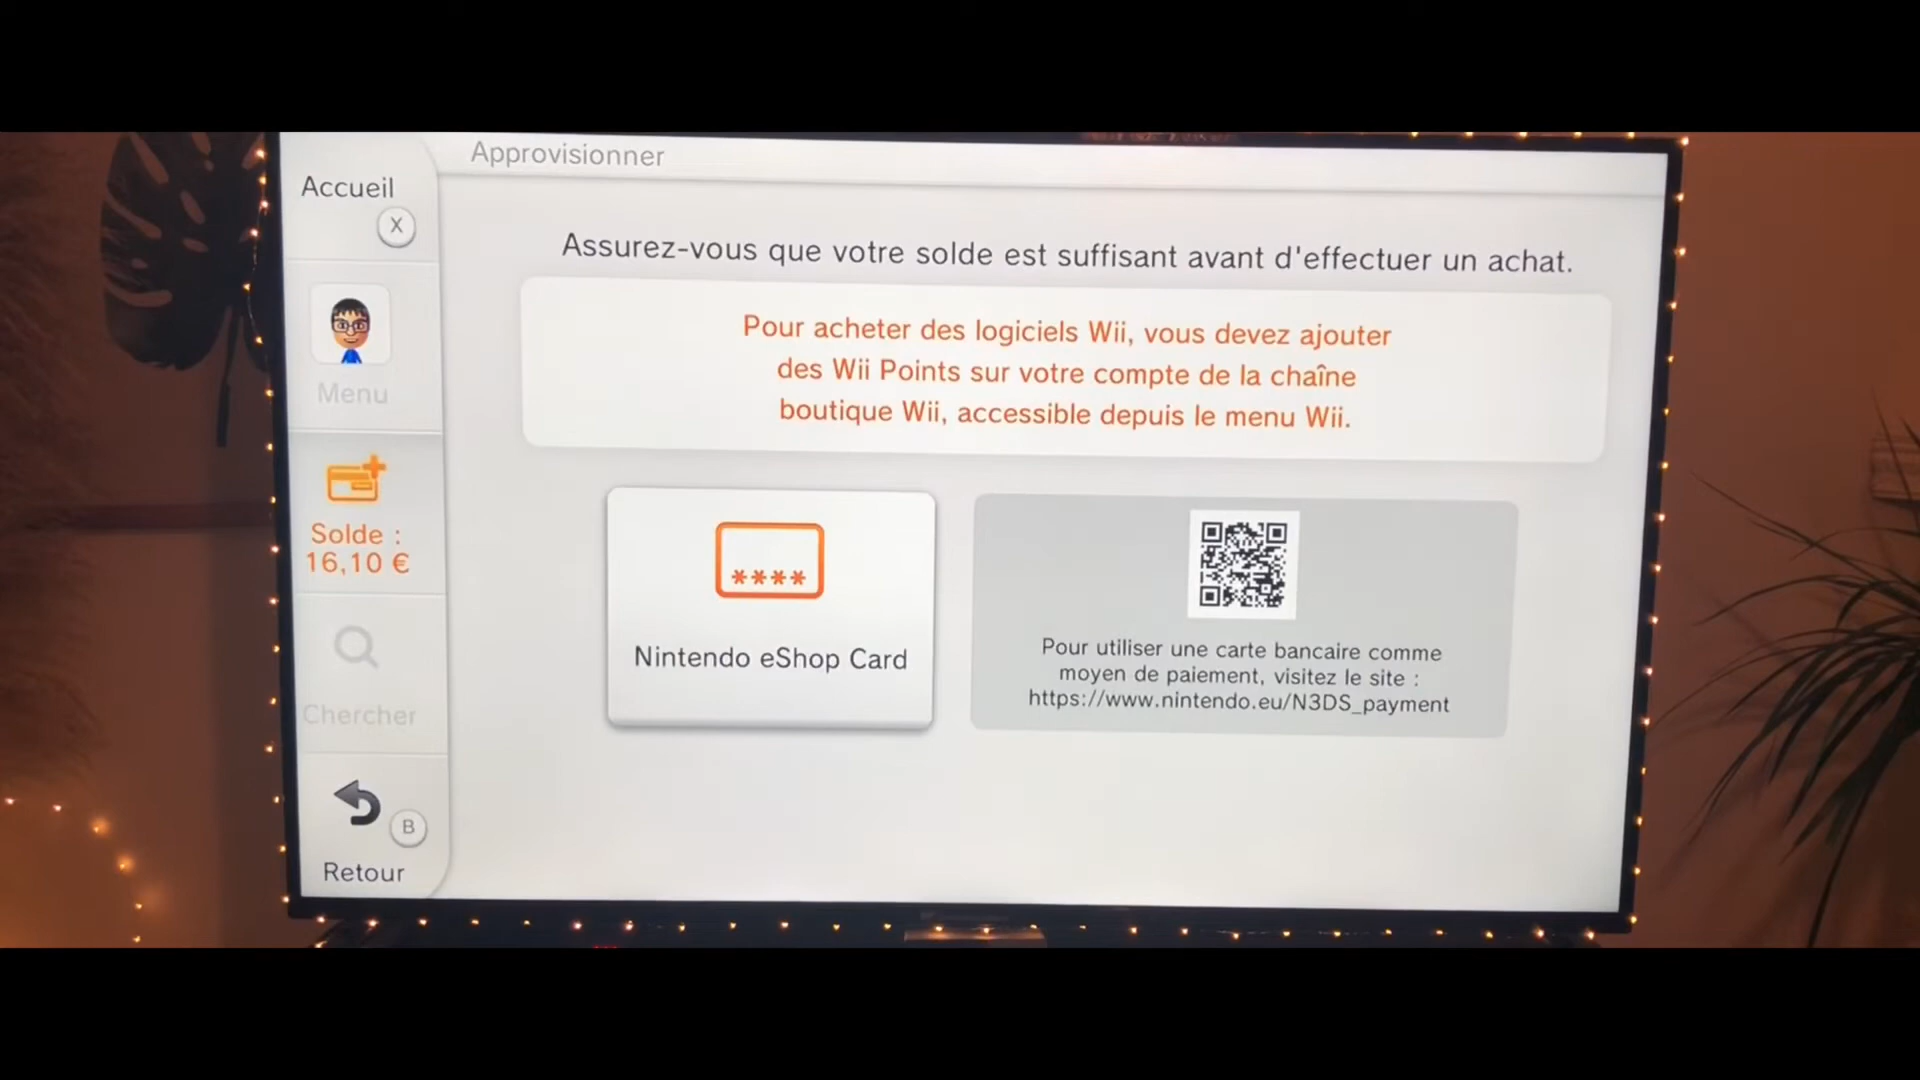 Approvisionner
Accueil
X
Menu
Solde :
16,10 €
Chercher
B
Retour
Assurez-vous que votre solde est suffisant avant d'effectuer un achat.
Pour acheter des logiciels Wii, vous devez ajouter
des Wii Points sur votre compte de la chaîne
boutique Wii, accessible depuis le menu Wii.
****
Nintendo eShop Card
Pour utiliser une carte bancaire comme
moyen de paiement, visitez le site :
https://www.nintendo.eu/N3DS_payment